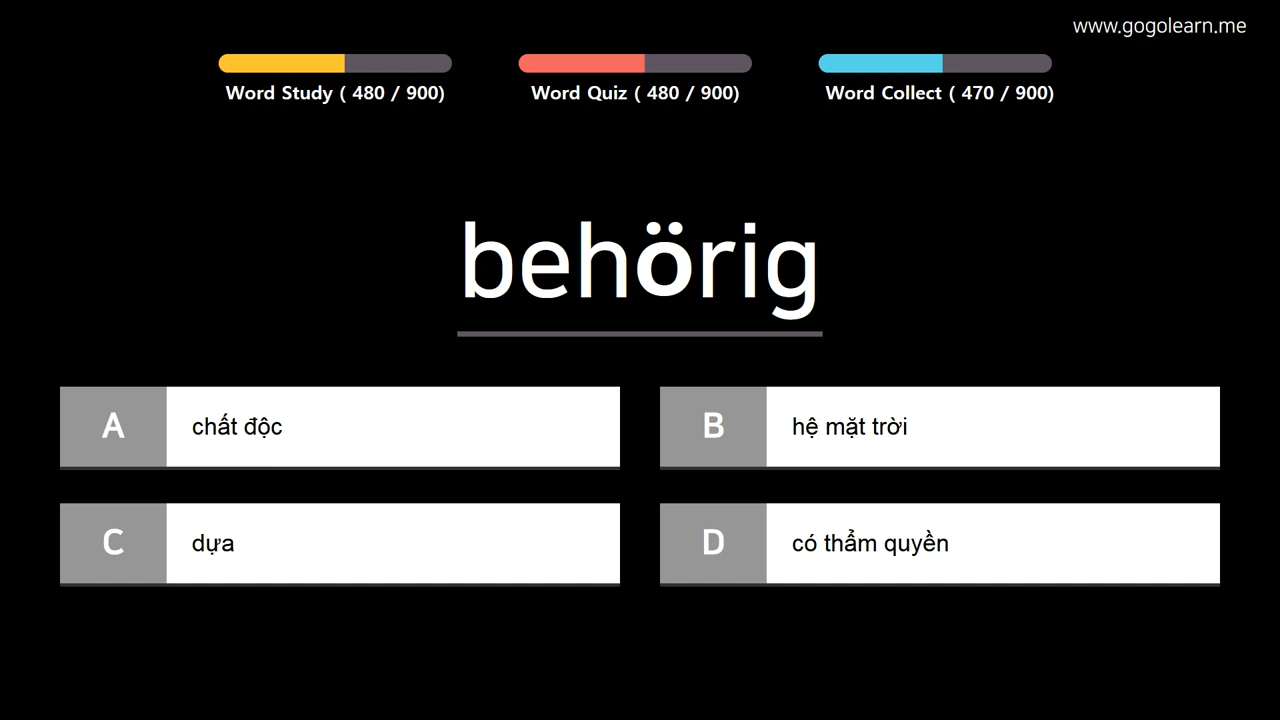 www.gogolearn.me
Word Study ( 480 / 900)
Word Quiz ( 480 / 900)
Word Collect ( 470 / 900)
behörig
A
chất độc
B
hệ mặt trời
C
dựa
D
có thẩm quyền